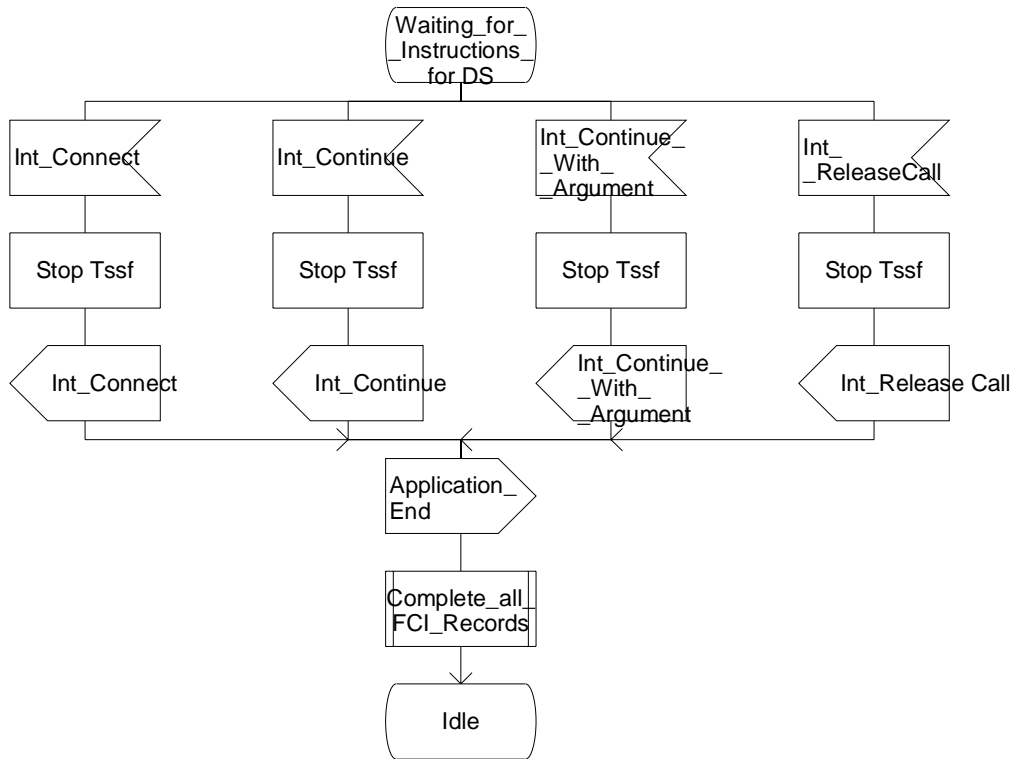 Waiting_for_
_Instructions_
for DS
Int_Connect
Int_Continue
Int_Continue_
_With_
_Argument
Int_
_ReleaseCall
Stop Tssf
Stop Tssf
Stop Tssf
Stop Tssf
Int_Connect
Int_Continue
Int_Continue_
_With_
_Argument
Int_Release Call
Application_
End
Complete_all_
FCI_Records
Idle